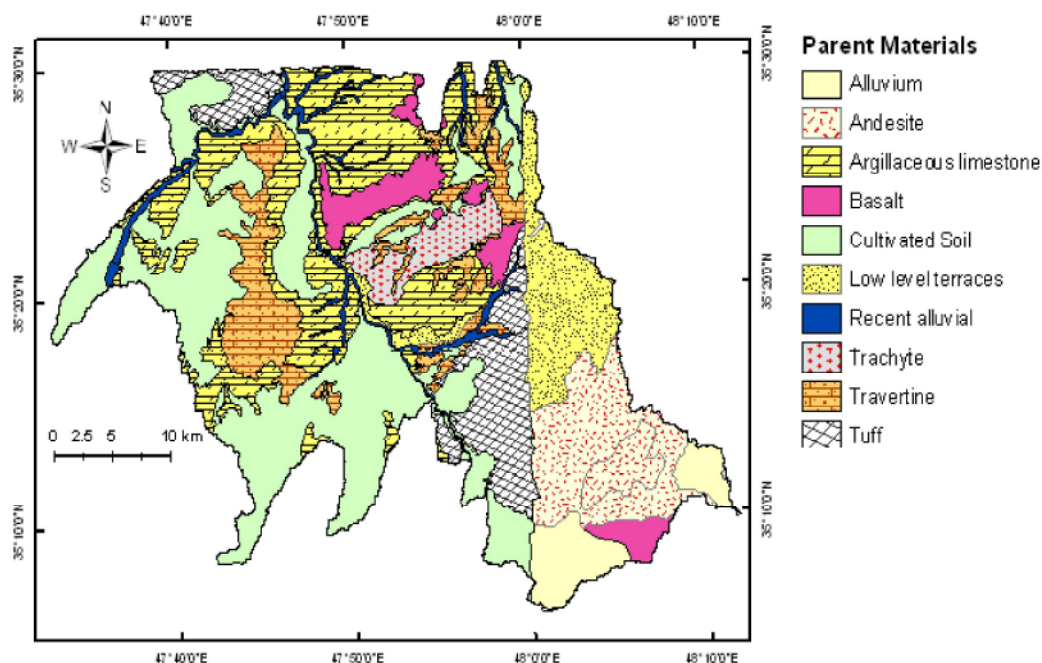 47°40'0"E 47°50'0"E 48°0'0"E 48°10'0"E
35°30'0"N 35°30'0"N
N
W E
S
35°20'0"N 35°20'0"N
0 2.5 5 10 km
35°10'0"N 35°10'0"N
47°40'0"E 47°50'0"E 48°0'0"E 48°10'0"E
Parent Materials
Alluvium
Andesite
Argillaceous limestone
Basalt
Cultivated Soil
Low level terraces
Recent alluvial
Trachyte
Travertine
Tuff